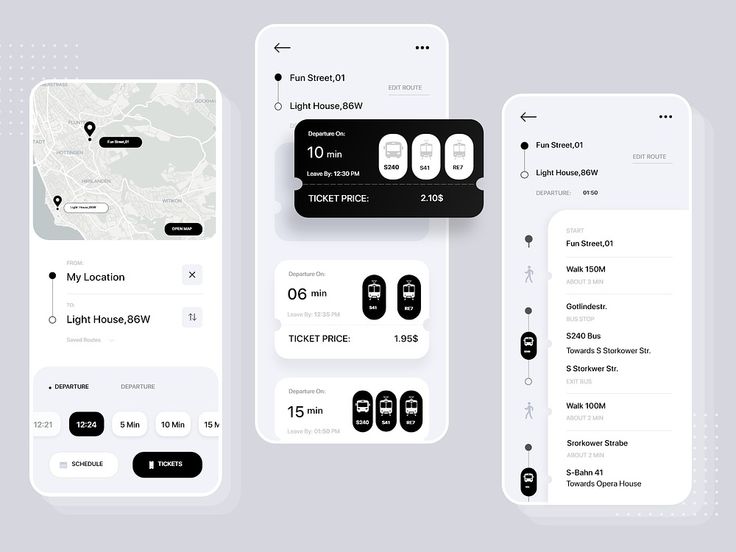 FLUNTERN
HOTTINGEN
HIRSLANDEN
WITIKON
Fun Street,01
Light House,86W
OPEN MAP
FROM:
My Location
TO:
Light House,86W
Saved Routes
DEPARTURE
DEPARTURE
12:21
12:24
5 Min
10 Min
15 M
SCHEDULE
TICKETS
Fun Street,01
EDIT ROUTE
Light House,86W
Departure On:
10 min
S240
S41
RE7
Leave By: 12:30 PM
TICKET PRICE:
2.10$
Departure On:
06 min
S41
RE7
Leave By: 12:35 PM
TICKET PRICE:
1.95$
Departure On:
15 min
S240
S41
RE7
Leave By: 01:50 PM
Fun Street,01
EDIT ROUTE
Light House,86W
DEPARTURE:
01:50
START
Fun Street,01
Walk 150M
ABOUT 3 MIN
Gotlindestr.
BUS STOP
S240 Bus
Towards S Storkower Str.
S Storkwer Str.
EXIT BUS
Walk 100M
ABOUT 2 MIN
Srorkower Strabe
ABOUT 2 MIN
S-Bahn 41
Towards Opera House